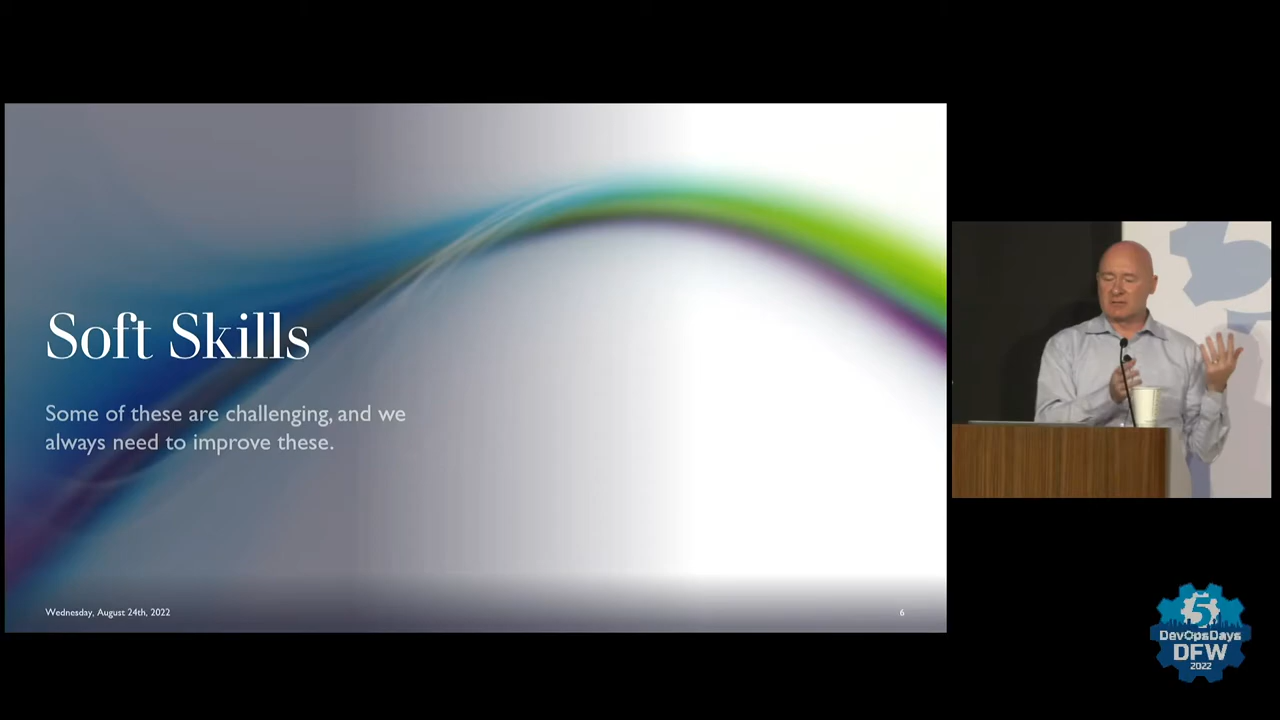 Soft Skills
Some of these are challenging, and we
always need to improve these.
Wednesday, August 24th, 2022
6
5
DevOpsDays
DFW
2022